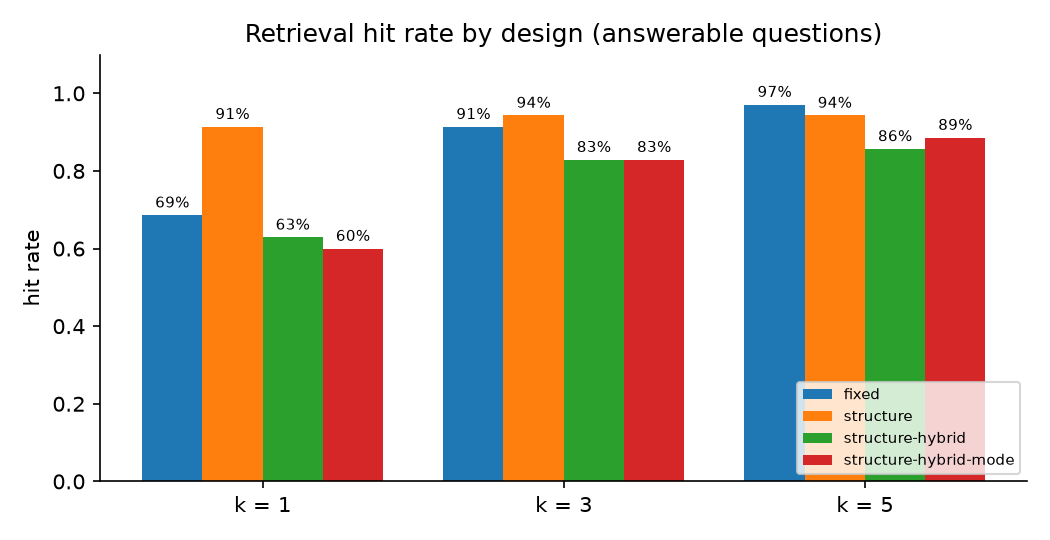 Retrieval hit rate by design (answerable questions)
hit rate
1.0
0.8
0.6
0.4
0.2
0.0
69%
91%
63%
60%
91%
94%
83%
83%
97%
94%
86%
89%
fixed
structure
structure-hybrid
structure-hybrid-mode
k = 1
k = 3
k = 5